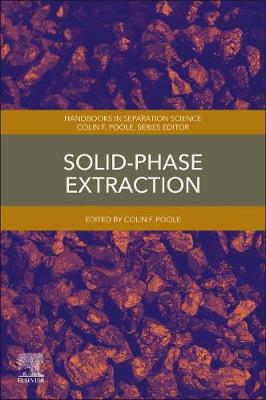 HANDBOOKS IN SEPARATION SCIENCE
COLIN F. POOLE, SERIES EDITOR
SOLID-PHASE
EXTRACTION
EDITED BY COLIN F. POOLE
ELSEVIER